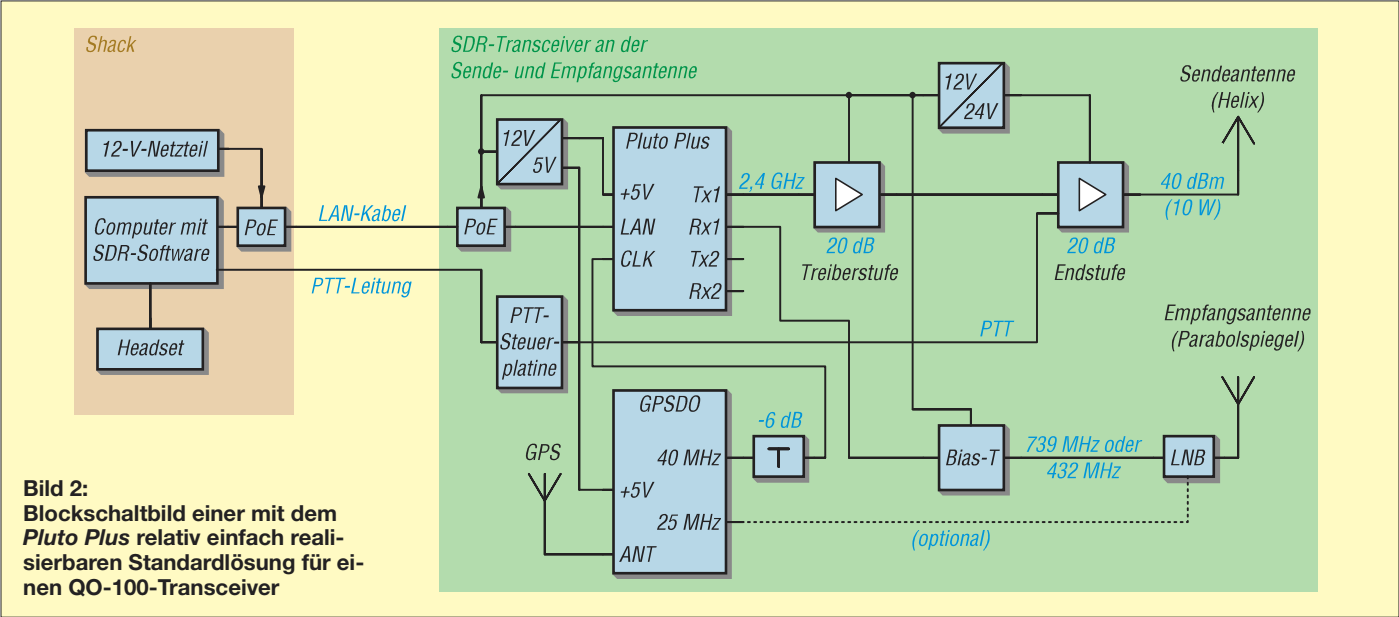 Shack
12-V-Netzteil
Computer mit
SDR-Software
PoE
Headset
LAN-Kabel
PTT-Leitung
SDR-Transceiver an der
Sende- und Empfangsantenne
12V
5V
PoE
PTT-
Steuer-
platine
Pluto Plus
+5V
Tx1
LAN
Rx1
CLK
Tx2
Rx2
2,4 GHz
20 dB
Treiberstufe
12V
24V
20 dB
Endstufe
40 dBm
(10 W)
Sendeantenne
(Helix)
PTT
Empfangsantenne
(Parabolspiegel)
GPSDO
40 MHz
+5V
25 MHz
ANT
GPS
-6 dB
T
Bias-T
739 MHz oder
432 MHz
LNB
(optional)
Bild 2:
Blockschaltbild einer mit dem
Pluto Plus relativ einfach reali-
sierbaren Standardlösung für ei-
nen QO-100-Transceiver